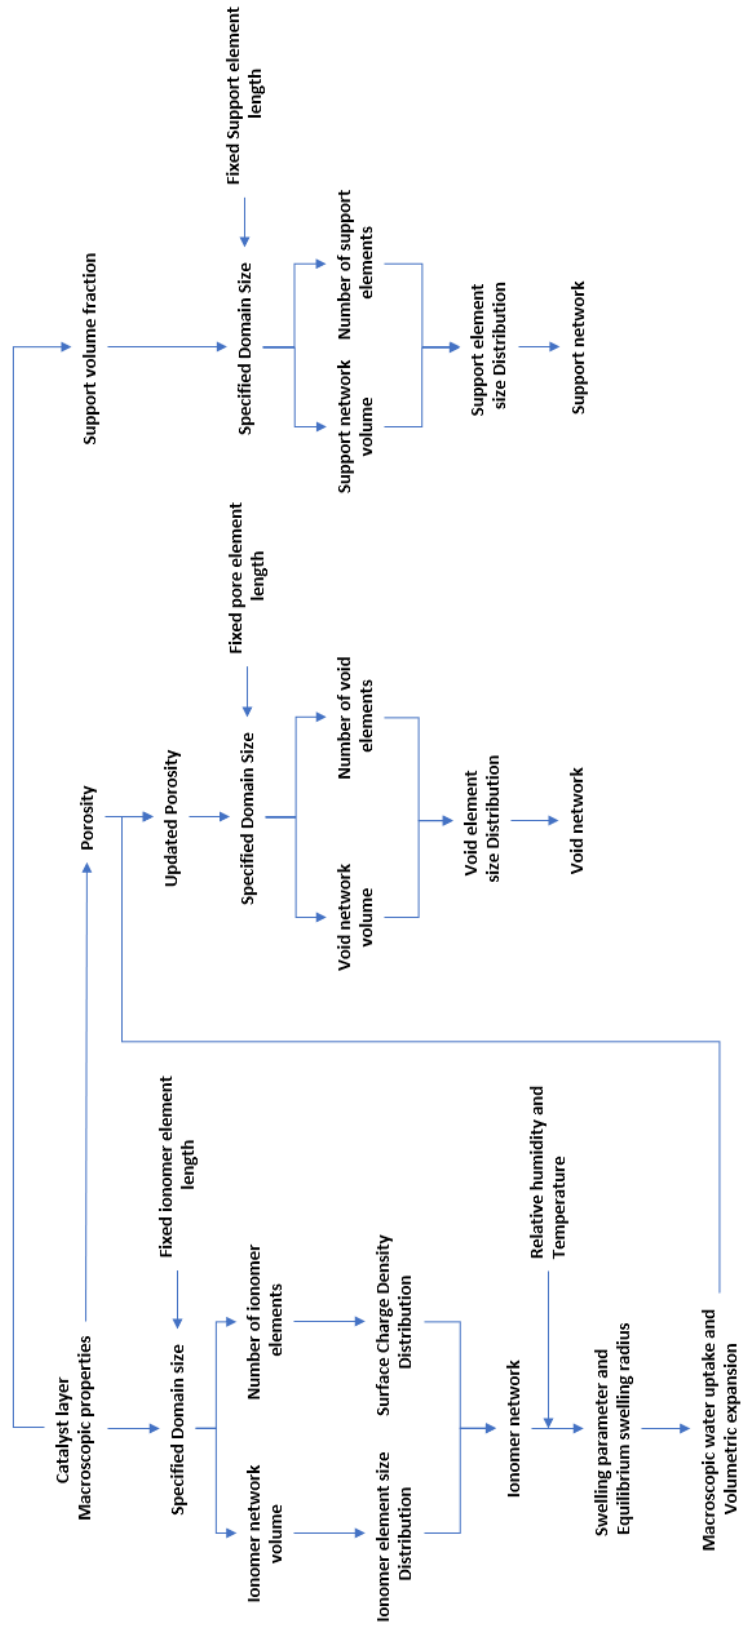 Catalyst layer
Macroscopic properties
Specified Domain size
Fixed ionomer element
length
Ionomer network
volume
Number of ionomer
elements
Ionomer element size
Distribution
Surface Charge Density
Distribution
Ionomer network
Relative humidity and
Temperature
Swelling parameter and
Equilibrium swelling radius
Macroscopic water uptake and
Volumetric expansion
Porosity
Updated Porosity
Specified Domain Size
Fixed pore element
length
Void network
volume
Number of void
elements
Void element
size Distribution
Void network
Support volume fraction
Specified Domain Size
Fixed Support element
length
Support network
volume
Number of support
elements
Support element
size Distribution
Support network